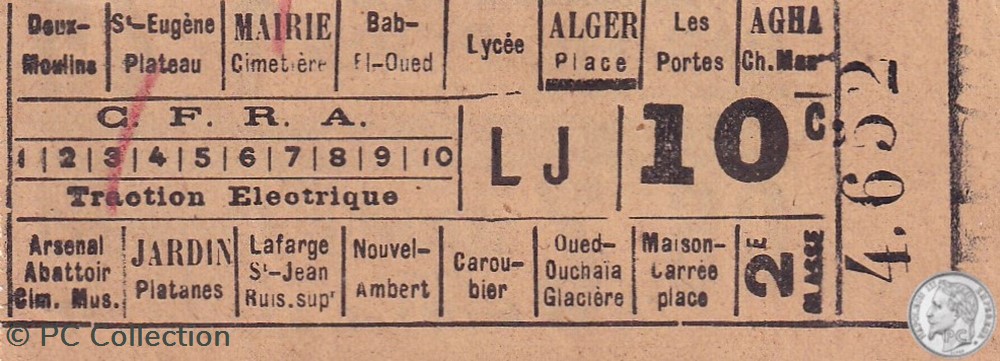 Deux-
Moulins
St-Eugène
Plateau
MAIRIE
Cimetière
Bab-
El-Oued
Lycée
ALGER
Place
Les
Portes
AGHA
Ch. Man
C. F. R. A.
1 | 2 | 3 | 4 | 5 | 6 | 7 | 8 | 9 | 10
Traction Electrique
LJ
10 c.
4.652
Arsenal
Abattoir
Cim. Mus.
JARDIN
Platanes
Lafarge
St-Jean
Ruis. supr
Nouvel-
Ambert
Carou-
bier
Oued-
Ouchaïa
Glacière
Maison-
Carrée
place
2E
CLASSE
© PC Collection
PC